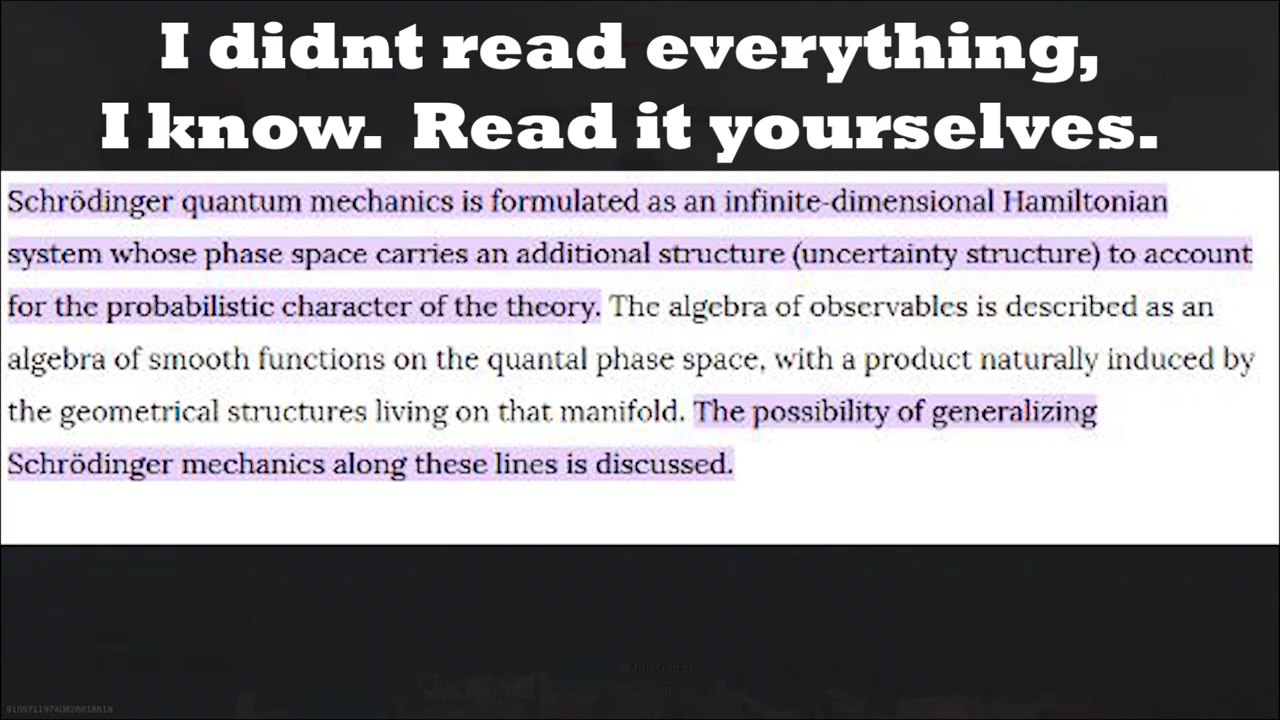 I didnt read everything,
I know. Read it yourselves.
Schrödinger quantum mechanics is formulated as an infinite-dimensional Hamiltonian
system whose phase space carries an additional structure (uncertainty structure) to account
for the probabilistic character of the theory. The algebra of observables is described as an
algebra of smooth functions on the quantal phase space, with a product naturally induced by
the geometrical structures living on that manifold. The possibility of generalizing
Schrödinger mechanics along these lines is discussed.